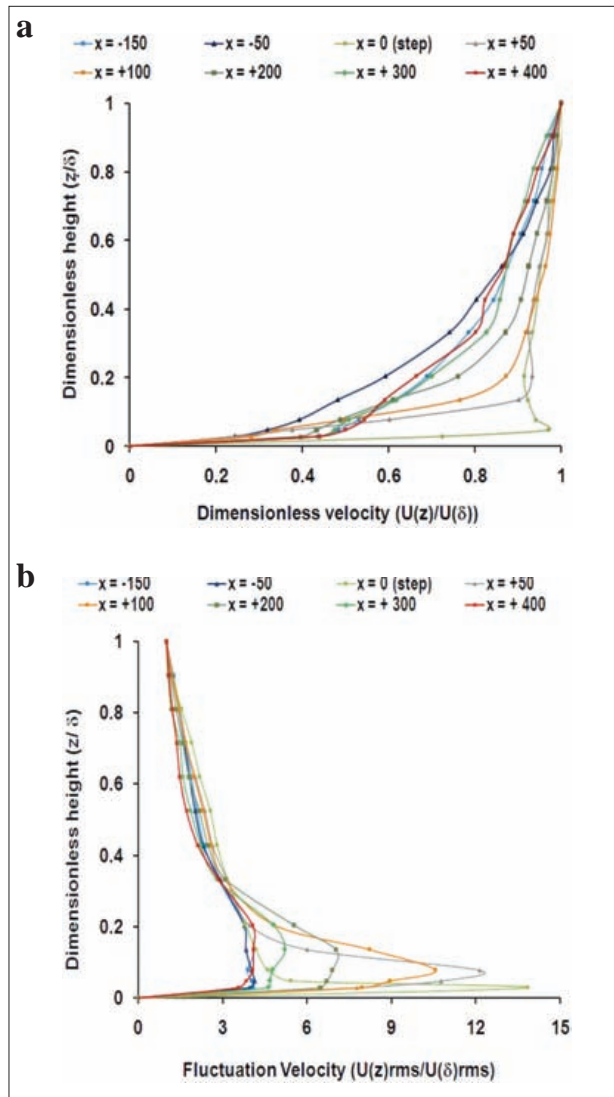 a
x = -150 x = -50 x = 0 (step) x = +50
x = +100 x = +200 x = + 300 x = + 400
1
0.8
0.6
0.4
0.2
0
Dimensionless height (z/δ)
0 0.2 0.4 0.6 0.8 1
Dimensionless velocity (U(z)/U(δ))
b
x = -150 x = -50 x = 0 (step) x = +50
x = +100 x = +200 x = + 300 x = + 400
1
0.8
0.6
0.4
0.2
0
Dimensionless height (z/ δ)
0 3 6 9 12 15
Fluctuation Velocity (U(z)rms/U(δ)rms)